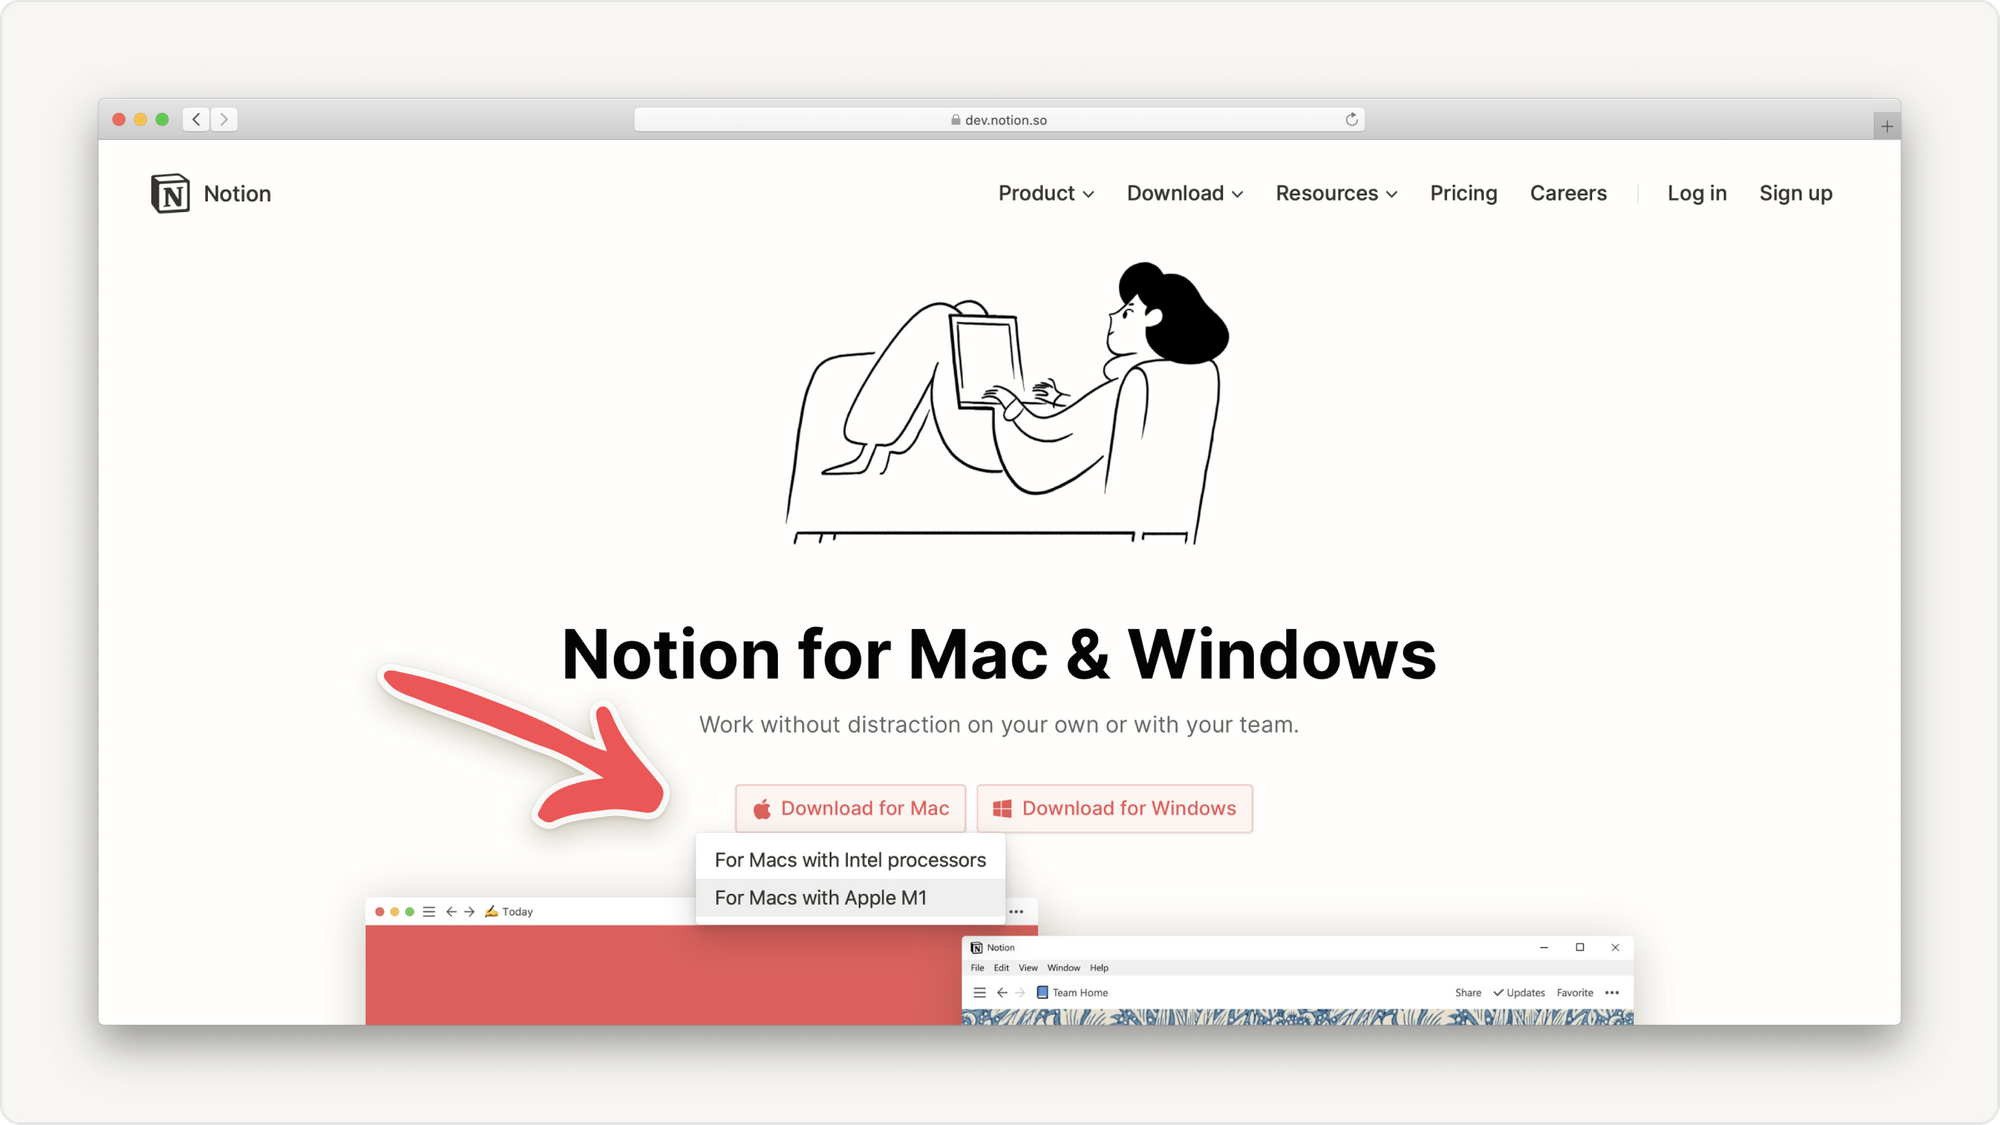 dev.notion.so
Notion
Product Download Resources Pricing Careers Log in Sign up
Notion for Mac & Windows
Work without distraction on your own or with your team.
Download for Mac Download for Windows
For Macs with Intel processors
For Macs with Apple M1
Today
Notion
File Edit View Window Help
Team Home Share Updates Favorite